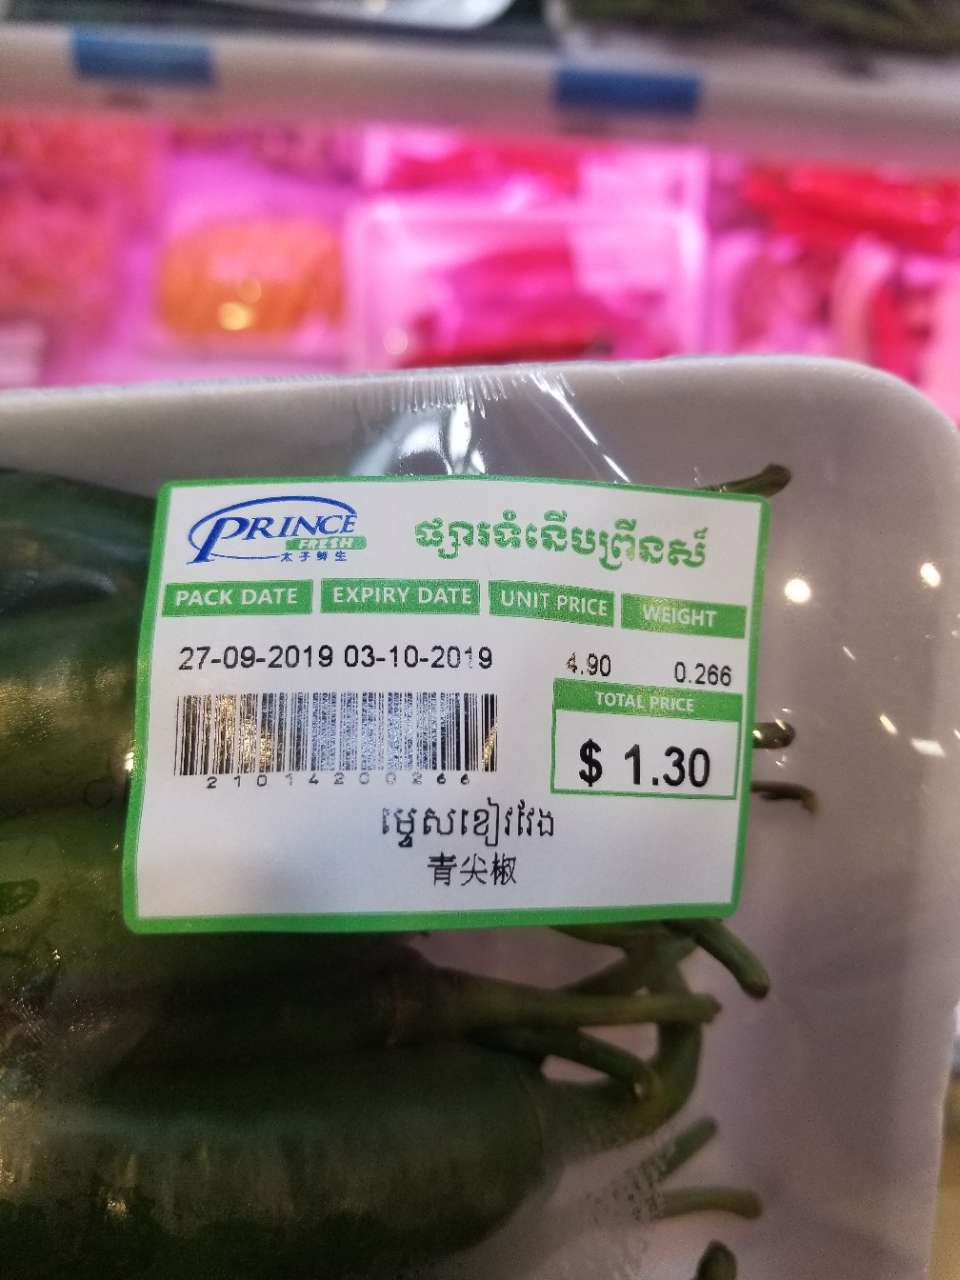 PRINCE
FRESH
太子鲜生
ផ្សារទំនើបព្រីនស៍
PACK DATE EXPIRY DATE UNIT PRICE WEIGHT
27-09-2019 03-10-2019 4.90 0.266
TOTAL PRICE
$ 1.30
21014200266
ម្ទេសខៀវវែង
青尖椒